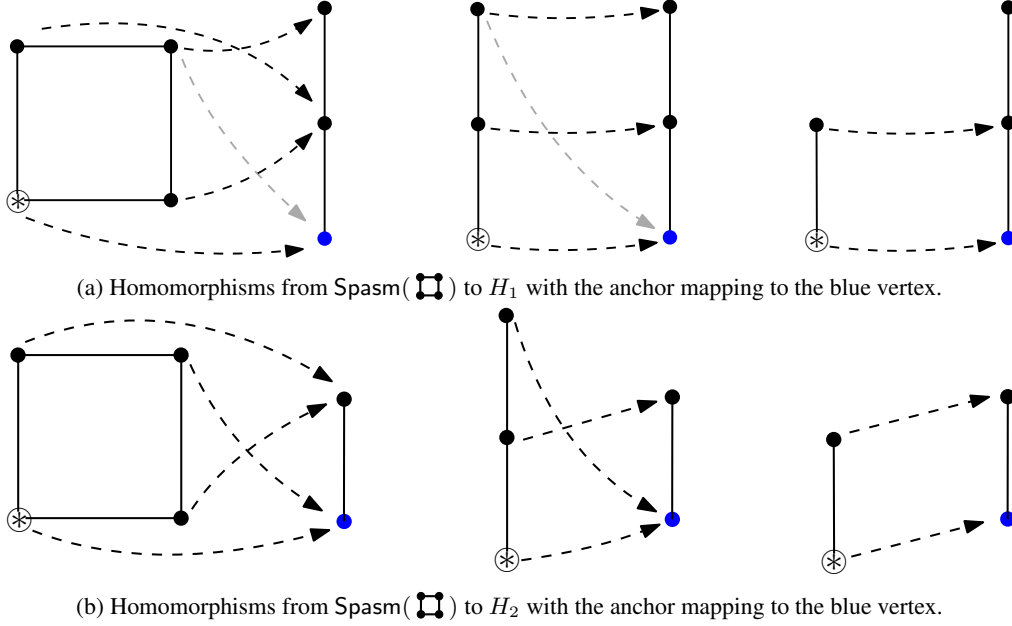 (a) Homomorphisms from Spasm( ) to H₁ with the anchor mapping to the blue vertex.
(b) Homomorphisms from Spasm( ) to H₂ with the anchor mapping to the blue vertex.